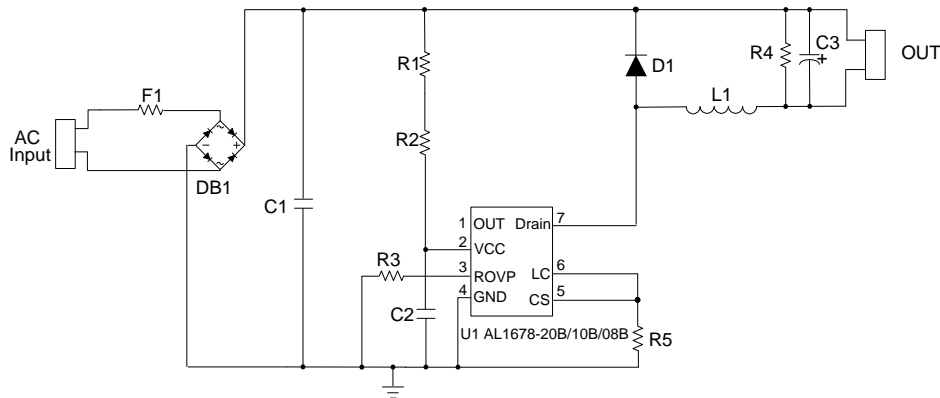 R4
C3
OUT
R1
D1
L1
F1
AC
Input
R2
DB1
~
~
-
+
C1
1 OUT Drain 7
2 VCC
R3
3 ROVP LC 6
4 GND CS 5
C2
U1 AL1678-20B/10B/08B
R5
+